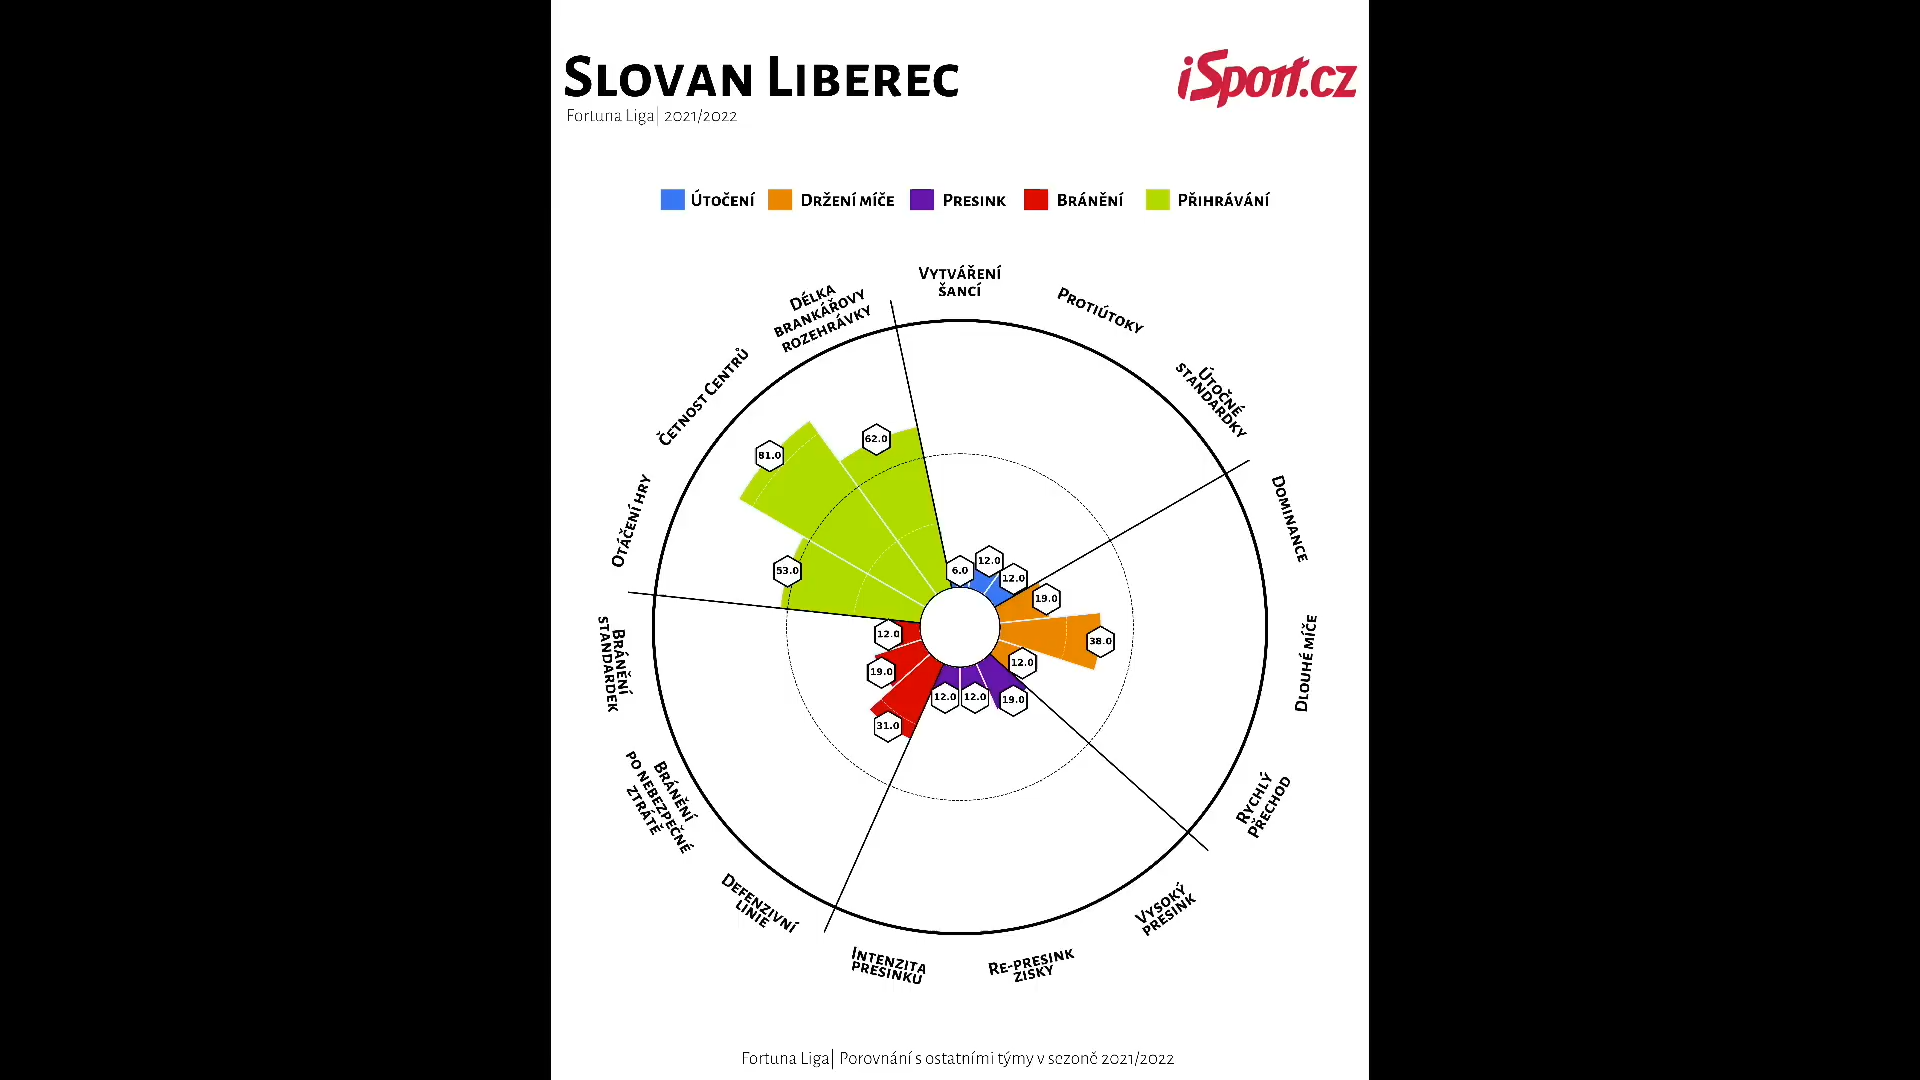 Slovan Liberec
iSport.cz
Fortuna Liga| 2021/2022
Útočení
Držení míče
Presink
Bránění
Přihrávání
Vytváření
šancí
Protiútoky
Útočné
standardky
Dominance
Dlouhé míče
Rychlý
přechod
Vysoký
presink
Re-presink
zisky
Intenzita
presinku
Defenzivní
linie
Bránění
po nebezpečné
ztrátě
Bránění
standardek
Otáčení hry
Četnost Centrů
Délka
brankářovy
rozehrávky
6.0
12.0
12.0
19.0
38.0
12.0
19.0
12.0
12.0
31.0
19.0
12.0
53.0
81.0
62.0
Fortuna Liga| Porovnání s ostatními týmy v sezoně 2021/2022